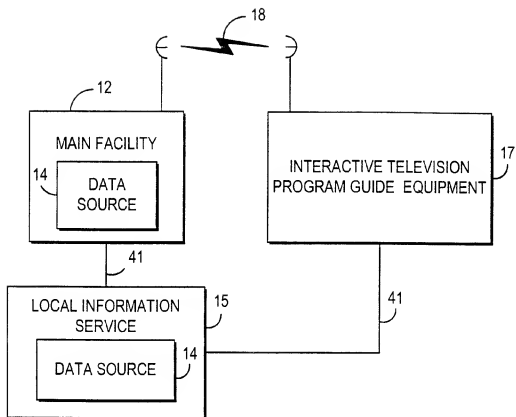 18
12
MAIN FACILITY
14
DATA
SOURCE
INTERACTIVE TELEVISION
PROGRAM GUIDE EQUIPMENT
17
41
LOCAL INFORMATION
SERVICE
15
41
DATA SOURCE
14